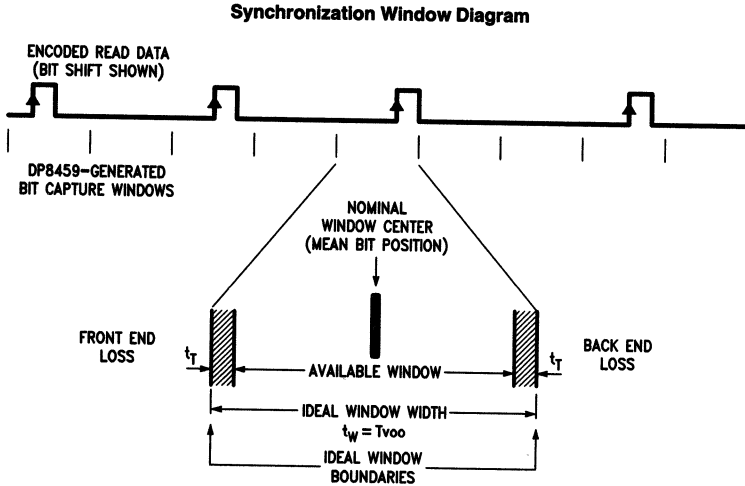 Synchronization Window Diagram
ENCODED READ DATA
(BIT SHIFT SHOWN)
DP8459-GENERATED
BIT CAPTURE WINDOWS
NOMINAL
WINDOW CENTER
(MEAN BIT POSITION)
FRONT END
LOSS
tT
AVAILABLE WINDOW
tT
BACK END
LOSS
IDEAL WINDOW WIDTH
tW = Tvoo
IDEAL WINDOW
BOUNDARIES